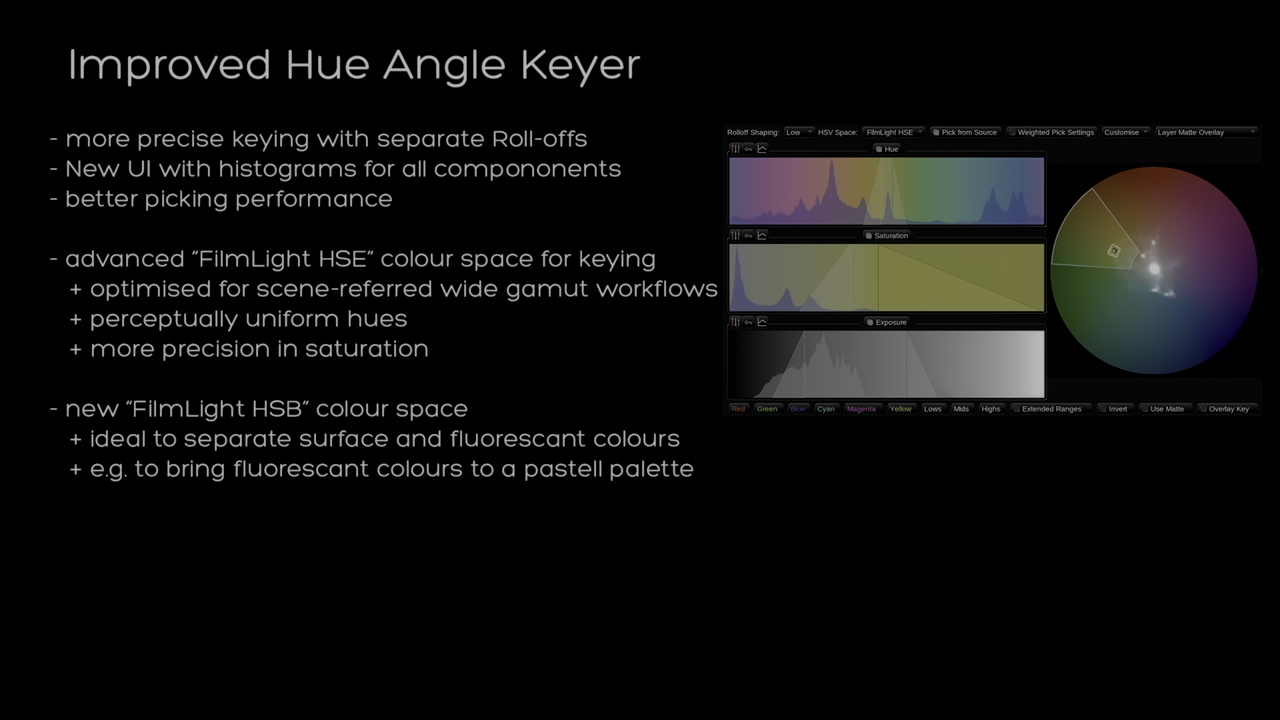 Improved Hue Angle Keyer
- more precise keying with separate Roll-offs
- New UI with histograms for all compononents
- better picking performance
- advanced "FilmLight HSE" colour space for keying
+ optimised for scene-referred wide gamut workflows
+ perceptually uniform hues
+ more precision in saturation
- new "FilmLight HSB" colour space
+ ideal to separate surface and fluorescant colours
+ e.g. to bring fluorescant colours to a pastell palette
Rolloff Shaping: Low HSV Space: FilmLight HSE Pick from Source Weighted Pick Settings Customise Layer Matte Overlay
Hue
Saturation
Exposure
Red Green Blue Cyan Magenta Yellow Lows Mids Highs Extended Ranges Invert Use Matte Overlay Key